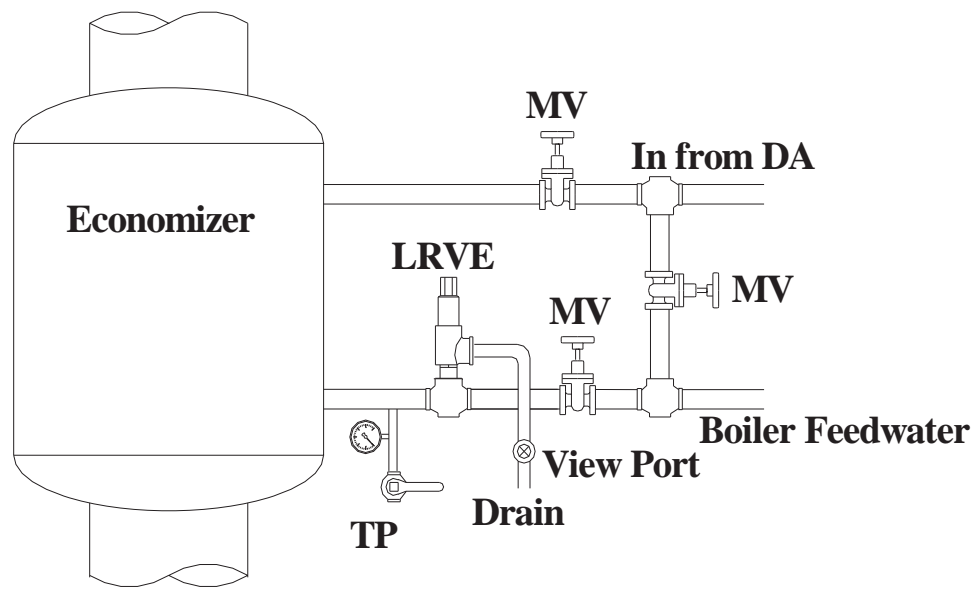 MV
In from DA
Economizer
LRVE
MV
MV
Boiler Feedwater
View Port
Drain
TP